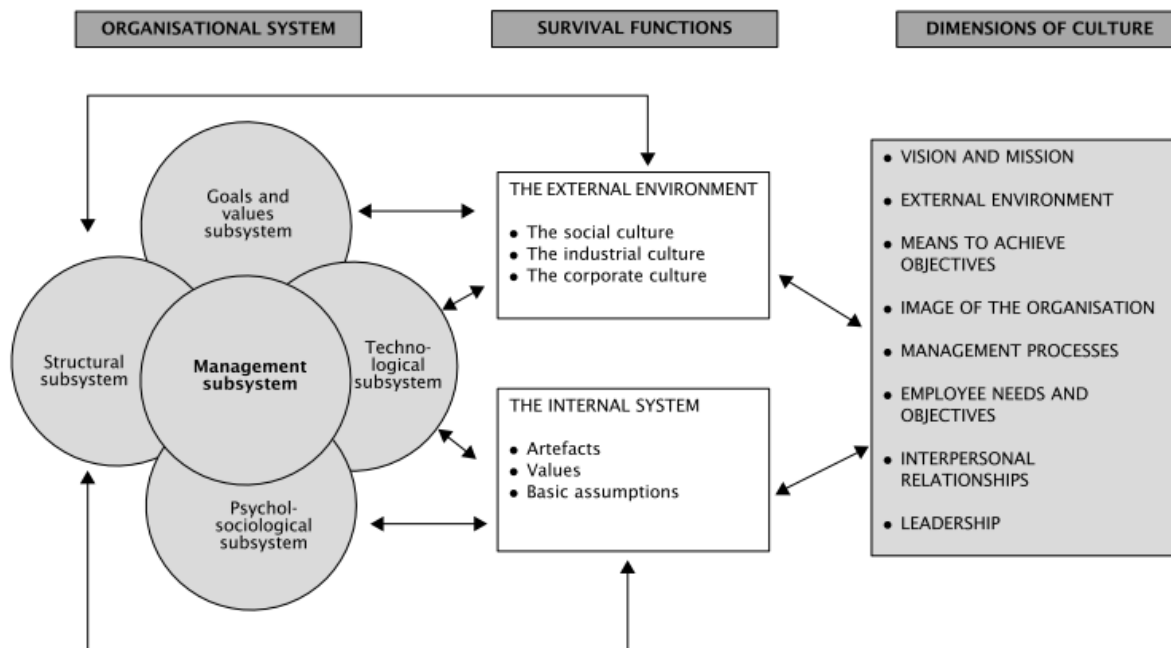 ORGANISATIONAL SYSTEM
SURVIVAL FUNCTIONS
DIMENSIONS OF CULTURE
Goals and
values
subsystem
Structural
subsystem
Management
subsystem
Techno-
logical
subsystem
Psychol-
sociological
subsystem
THE EXTERNAL ENVIRONMENT
● The social culture
● The industrial culture
● The corporate culture
THE INTERNAL SYSTEM
● Artefacts
● Values
● Basic assumptions
● VISION AND MISSION
● EXTERNAL ENVIRONMENT
● MEANS TO ACHIEVE
OBJECTIVES
● IMAGE OF THE ORGANISATION
● MANAGEMENT PROCESSES
● EMPLOYEE NEEDS AND
OBJECTIVES
● INTERPERSONAL
RELATIONSHIPS
● LEADERSHIP